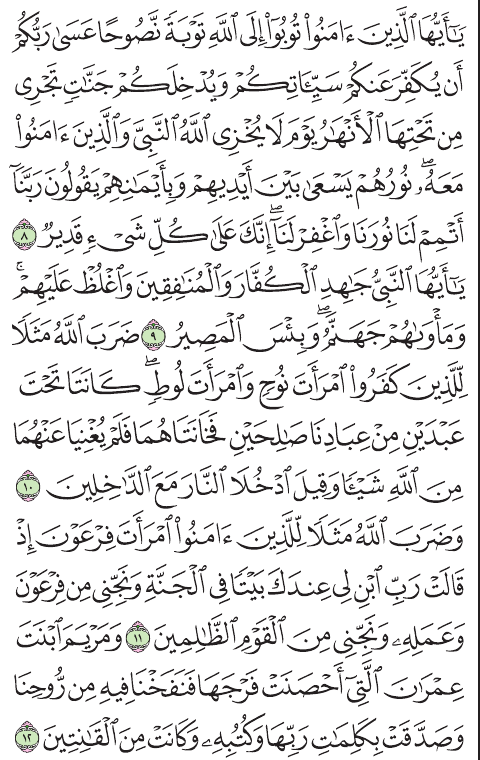 يَٰٓأَيُّهَا ٱلَّذِينَ ءَامَنُوا۟ تُوبُوٓا۟ إِلَى ٱللَّهِ تَوْبَةً نَّصُوحًا عَسَىٰ رَبُّكُمْ
أَن يُكَفِّرَ عَنكُمْ سَيِّـَٔاتِكُمْ وَيُدْخِلَكُمْ جَنَّٰتٍ تَجْرِى
مِن تَحْتِهَا ٱلْأَنْهَٰرُ يَوْمَ لَا يُخْزِى ٱللَّهُ ٱلنَّبِىَّ وَٱلَّذِينَ ءَامَنُوا۟
مَعَهُۥ ۖ نُورُهُمْ يَسْعَىٰ بَيْنَ أَيْدِيهِمْ وَبِأَيْمَٰنِهِمْ يَقُولُونَ رَبَّنَآ
أَتْمِمْ لَنَا نُورَنَا وَٱغْفِرْ لَنَآ ۖ إِنَّكَ عَلَىٰ كُلِّ شَىْءٍ قَدِيرٌ ٨
يَٰٓأَيُّهَا ٱلنَّبِىُّ جَٰهِدِ ٱلْكُفَّارَ وَٱلْمُنَٰفِقِينَ وَٱغْلُظْ عَلَيْهِمْ ۚ
وَمَأْوَىٰهُمْ جَهَنَّمُ ۖ وَبِئْسَ ٱلْمَصِيرُ ٩ ضَرَبَ ٱللَّهُ مَثَلًا
لِّلَّذِينَ كَفَرُوا۟ ٱمْرَأَتَ نُوحٍ وَٱمْرَأَتَ لُوطٍ ۖ كَانَتَا تَحْتَ
عَبْدَيْنِ مِنْ عِبَادِنَا صَٰلِحَيْنِ فَخَانَتَاهُمَا فَلَمْ يُغْنِيَا عَنْهُمَا
مِنَ ٱللَّهِ شَيْـًٔا وَقِيلَ ٱدْخُلَا ٱلنَّارَ مَعَ ٱلدَّٰخِلِينَ ١٠
وَضَرَبَ ٱللَّهُ مَثَلًا لِّلَّذِينَ ءَامَنُوا۟ ٱمْرَأَتَ فِرْعَوْنَ إِذْ
قَالَتْ رَبِّ ٱبْنِ لِى عِندَكَ بَيْتًا فِى ٱلْجَنَّةِ وَنَجِّنِى مِن فِرْعَوْنَ
وَعَمَلِهِۦ وَنَجِّنِى مِنَ ٱلْقَوْمِ ٱلظَّٰلِمِينَ ١١ وَمَرْيَمَ ٱبْنَتَ
عِمْرَٰنَ ٱلَّتِىٓ أَحْصَنَتْ فَرْجَهَا فَنَفَخْنَا فِيهِ مِن رُّوحِنَا
وَصَدَّقَتْ بِكَلِمَٰتِ رَبِّهَا وَكُتُبِهِۦ وَكَانَتْ مِنَ ٱلْقَٰنِتِينَ ١٢